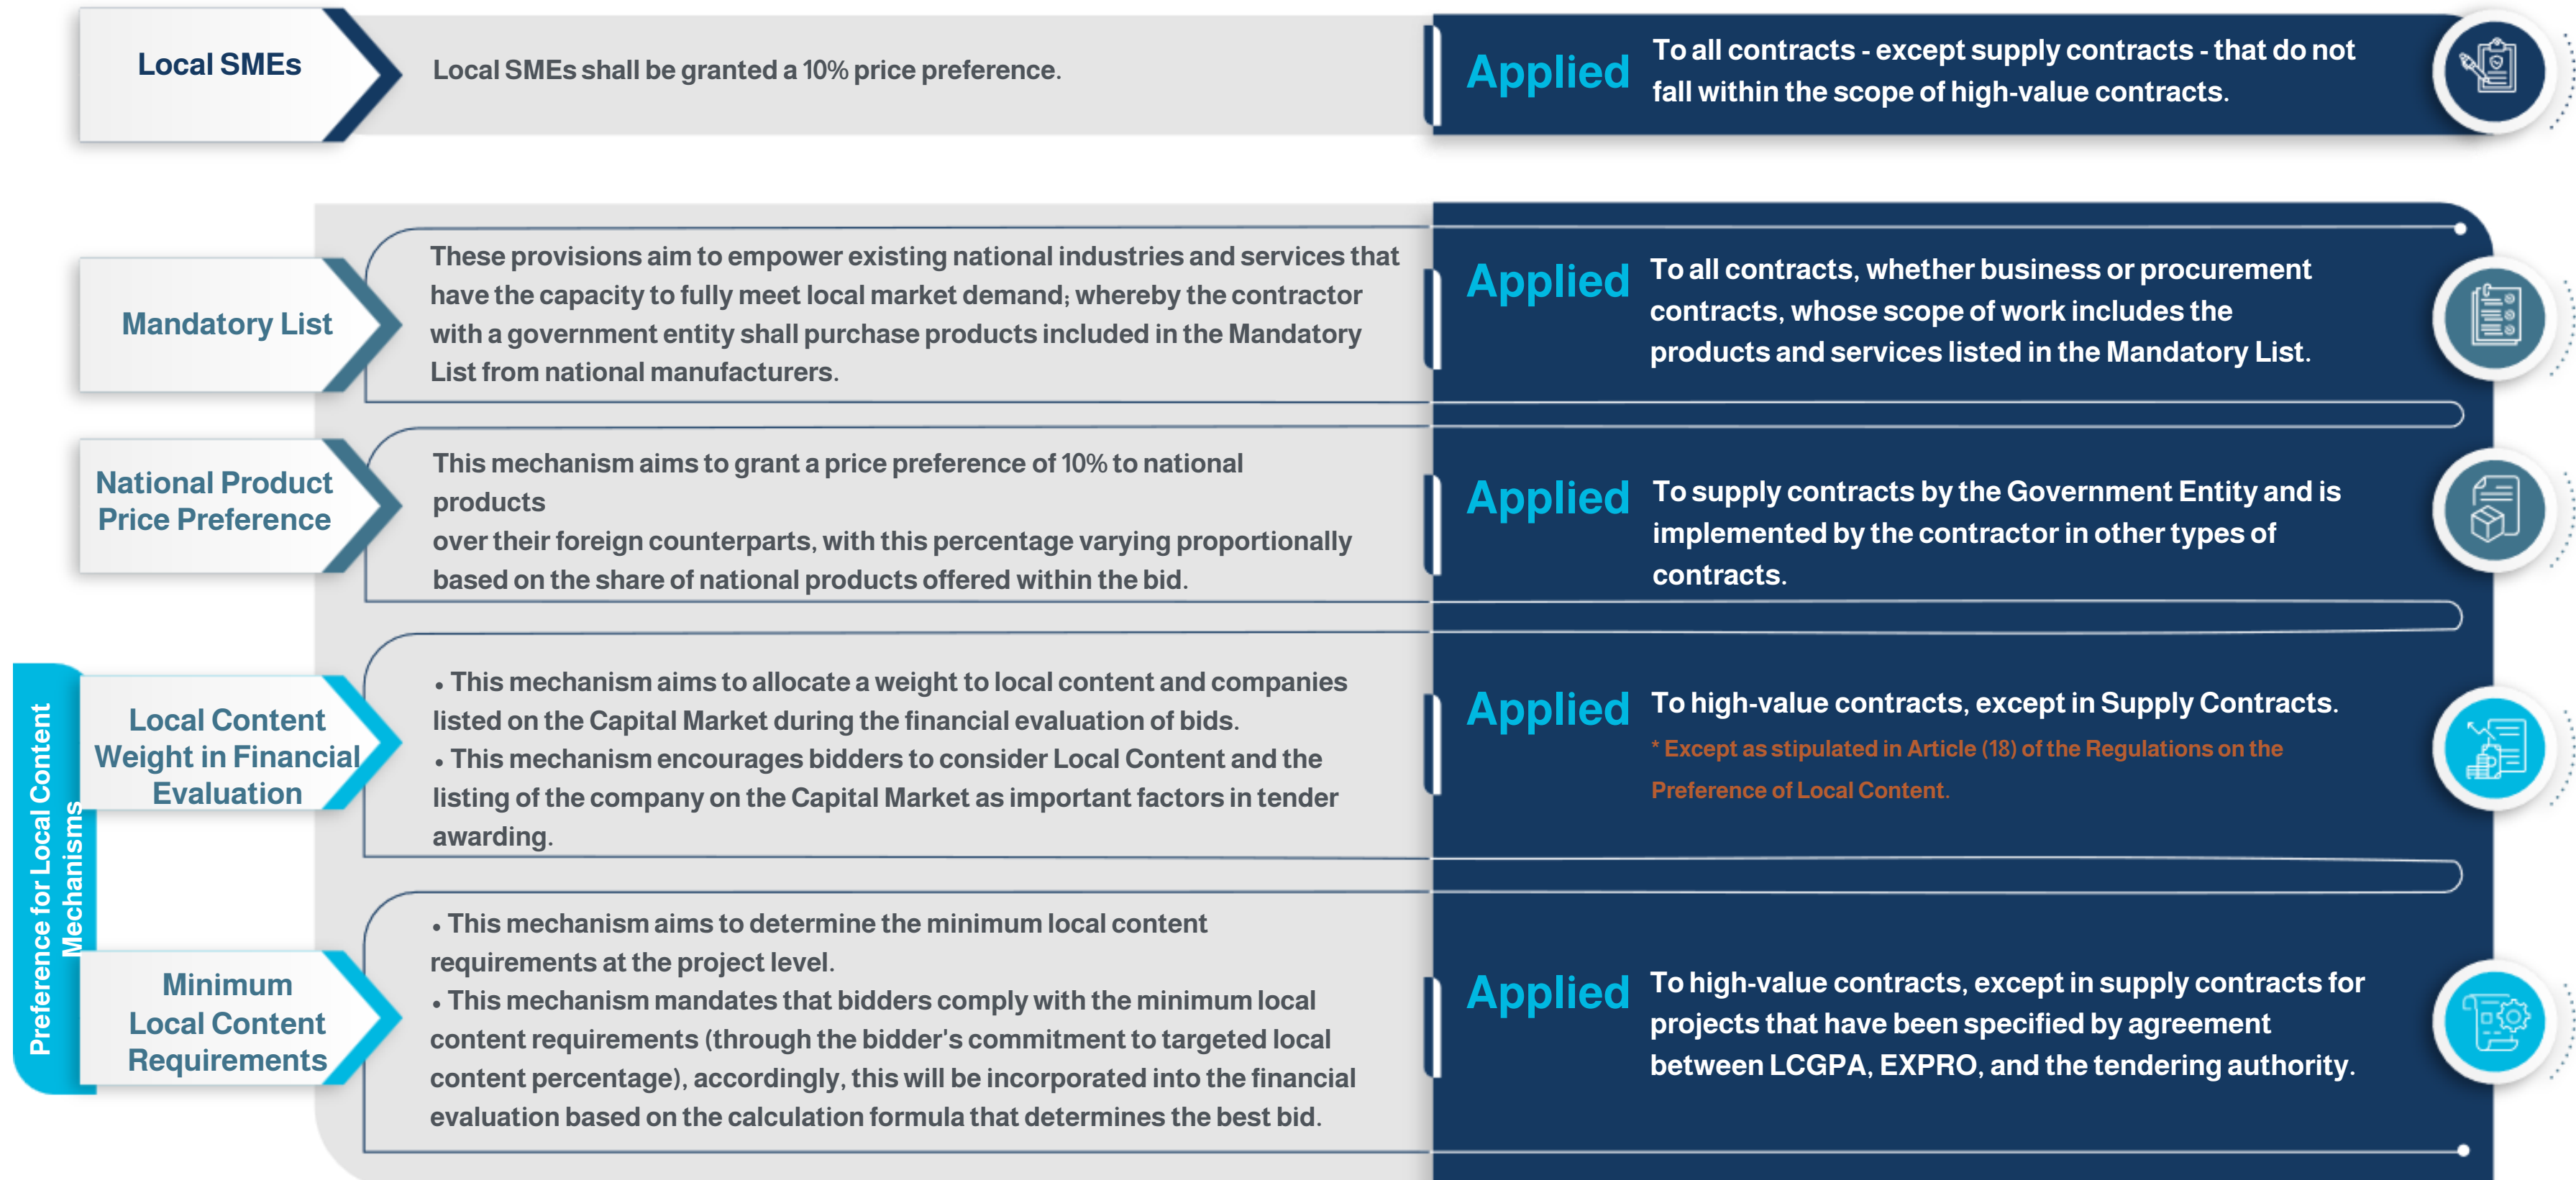 Local SMEs
Local SMEs shall be granted a 10% price preference.
Applied
To all contracts - except supply contracts - that do not
fall within the scope of high-value contracts.
Mandatory List
These provisions aim to empower existing national industries and services that
have the capacity to fully meet local market demand; whereby the contractor
with a government entity shall purchase products included in the Mandatory
List from national manufacturers.
Applied
To all contracts, whether business or procurement
contracts, whose scope of work includes the
products and services listed in the Mandatory List.
National Product
Price Preference
This mechanism aims to grant a price preference of 10% to national
products
over their foreign counterparts, with this percentage varying proportionally
based on the share of national products offered within the bid.
Applied
To supply contracts by the Government Entity and is
implemented by the contractor in other types of
contracts.
Preference for Local Content
Mechanisms
Local Content
Weight in Financial
Evaluation
• This mechanism aims to allocate a weight to local content and companies
listed on the Capital Market during the financial evaluation of bids.
• This mechanism encourages bidders to consider Local Content and the
listing of the company on the Capital Market as important factors in tender
awarding.
Applied
To high-value contracts, except in Supply Contracts.
* Except as stipulated in Article (18) of the Regulations on the
Preference of Local Content.
Minimum
Local Content
Requirements
• This mechanism aims to determine the minimum local content
requirements at the project level.
• This mechanism mandates that bidders comply with the minimum local
content requirements (through the bidder's commitment to targeted local
content percentage), accordingly, this will be incorporated into the financial
evaluation based on the calculation formula that determines the best bid.
Applied
To high-value contracts, except in supply contracts for
projects that have been specified by agreement
between LCGPA, EXPRO, and the tendering authority.